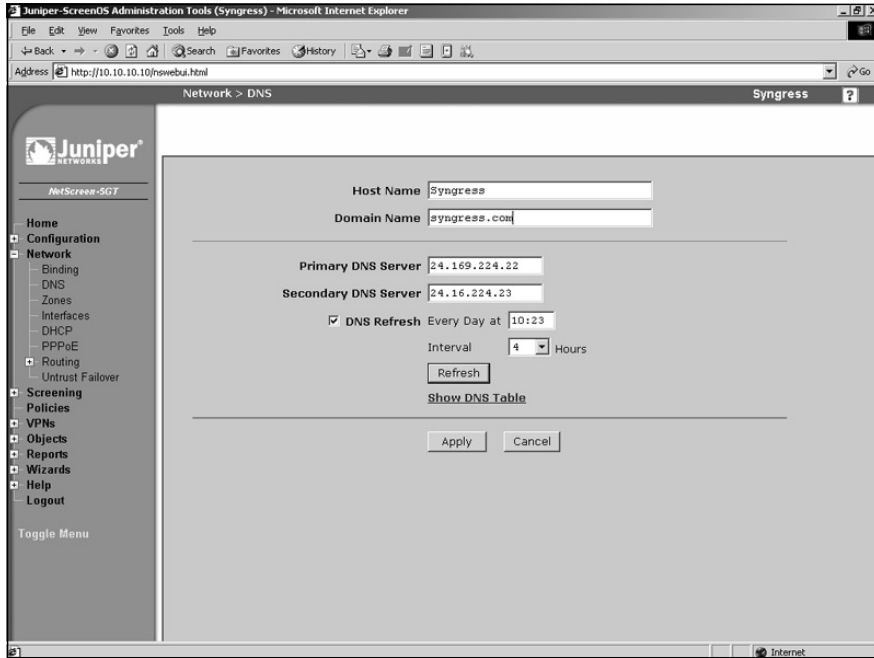 Juniper-ScreenOS Administration Tools (Syngress) - Microsoft Internet Explorer
File Edit View Favorites Tools Help
Back Search Favorites History
Address http://10.10.10.10/nswebui.html Go
Network > DNS Syngress ?
Juniper
NETWORKS
NetScreen-5GT
Home
Configuration
Network
Binding
DNS
Zones
Interfaces
DHCP
PPPoE
Routing
Untrust Failover
Screening
Policies
VPNs
Objects
Reports
Wizards
Help
Logout
Toggle Menu
Host Name Syngress
Domain Name syngress.com
Primary DNS Server 24.169.224.22
Secondary DNS Server 24.16.224.23
DNS Refresh Every Day at 10:23
Interval 4 Hours
Refresh
Show DNS Table
Apply Cancel
Internet